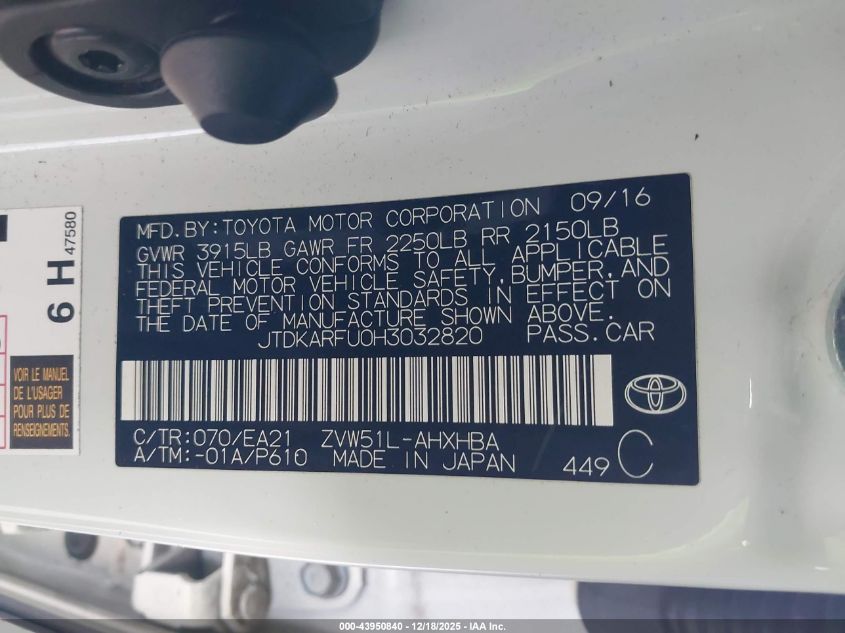 MFD. BY: TOYOTA MOTOR CORPORATION 09/16
GVWR 3915LB GAWR FR 2250LB RR 2150LB
THIS VEHICLE CONFORMS TO ALL APPLICABLE
FEDERAL MOTOR VEHICLE SAFETY, BUMPER, AND
THEFT PREVENTION STANDARDS IN EFFECT ON
THE DATE OF MANUFACTURE SHOWN ABOVE.
JTDKARFU0H3032820 PASS.CAR
C/TR: 070/EA21 ZVW51L-AHXHBA
A/TM: -01A/P610 MADE IN JAPAN 449 C
6 H 47580
VOIR LE MANUEL
DE L'USAGER
POUR PLUS DE
RENSEIGNEMENTS
000-43950840 - 12/18/2025 - IAA Inc.